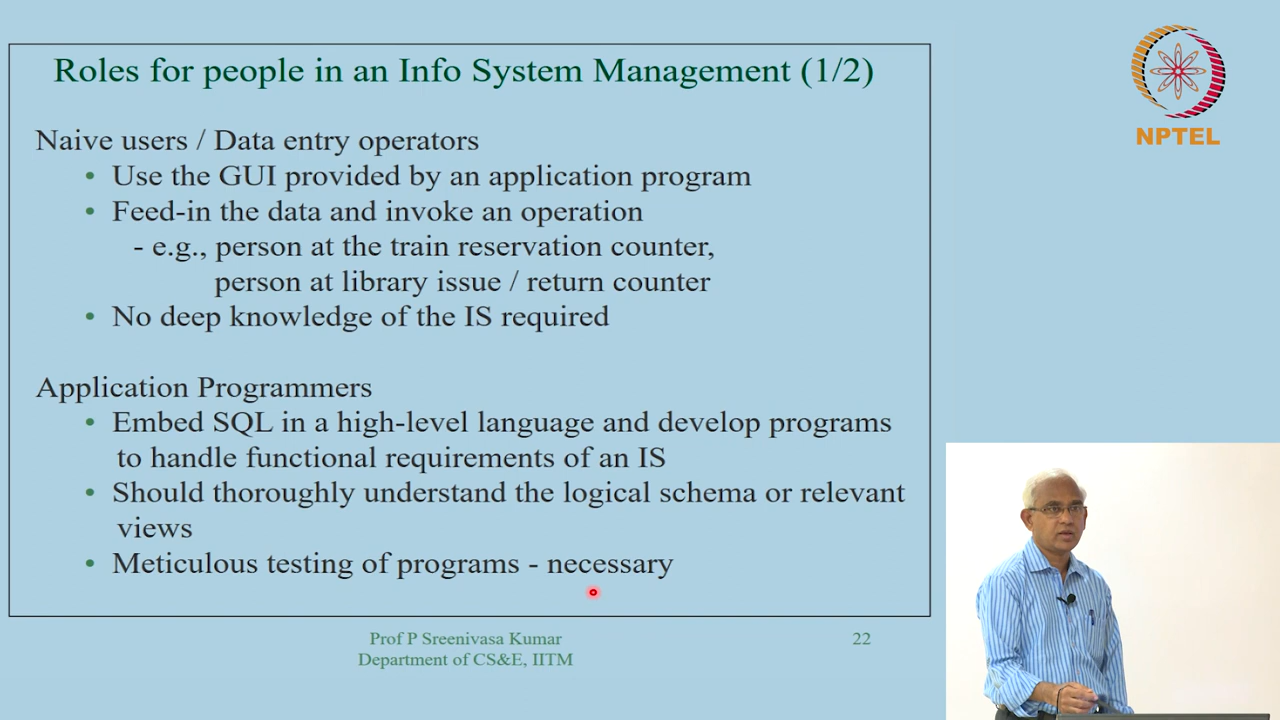 Roles for people in an Info System Management (1/2)
Naive users / Data entry operators
• Use the GUI provided by an application program
• Feed-in the data and invoke an operation
- e.g., person at the train reservation counter,
person at library issue / return counter
• No deep knowledge of the IS required
Application Programmers
• Embed SQL in a high-level language and develop programs
to handle functional requirements of an IS
• Should thoroughly understand the logical schema or relevant
views
• Meticulous testing of programs - necessary
Prof P Sreenivasa Kumar
Department of CS&E, IITM
22
NPTEL